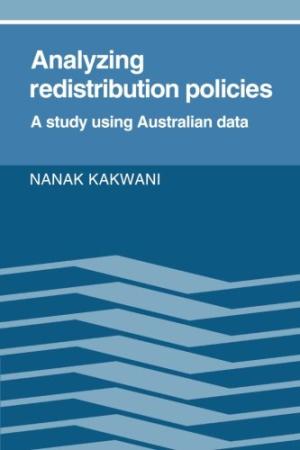 Analyzing
redistribution policies
A study using Australian data
NANAK KAKWANI